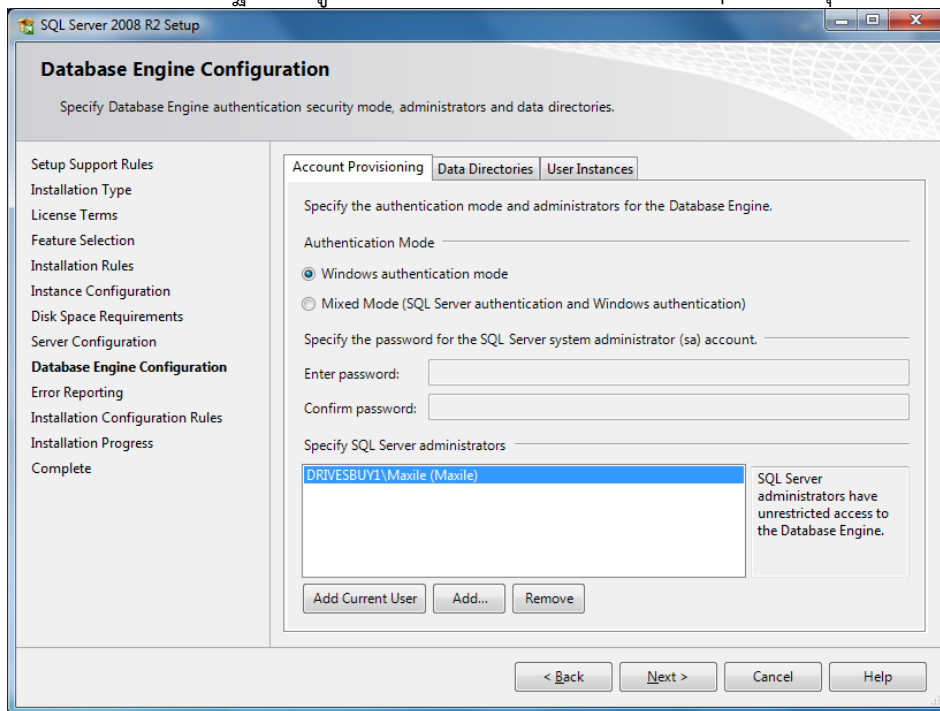 SQL Server 2008 R2 Setup
Database Engine Configuration
Specify Database Engine authentication security mode, administrators and data directories.
Setup Support Rules
Installation Type
License Terms
Feature Selection
Installation Rules
Instance Configuration
Disk Space Requirements
Server Configuration
Database Engine Configuration
Error Reporting
Installation Configuration Rules
Installation Progress
Complete
Account Provisioning Data Directories User Instances
Specify the authentication mode and administrators for the Database Engine.
Authentication Mode
Windows authentication mode
Mixed Mode (SQL Server authentication and Windows authentication)
Specify the password for the SQL Server system administrator (sa) account.
Enter password:
Confirm password:
Specify SQL Server administrators
DRIVESBUY1\Maxile (Maxile)
SQL Server
administrators have
unrestricted access to
the Database Engine.
Add Current User Add... Remove
< Back Next > Cancel Help